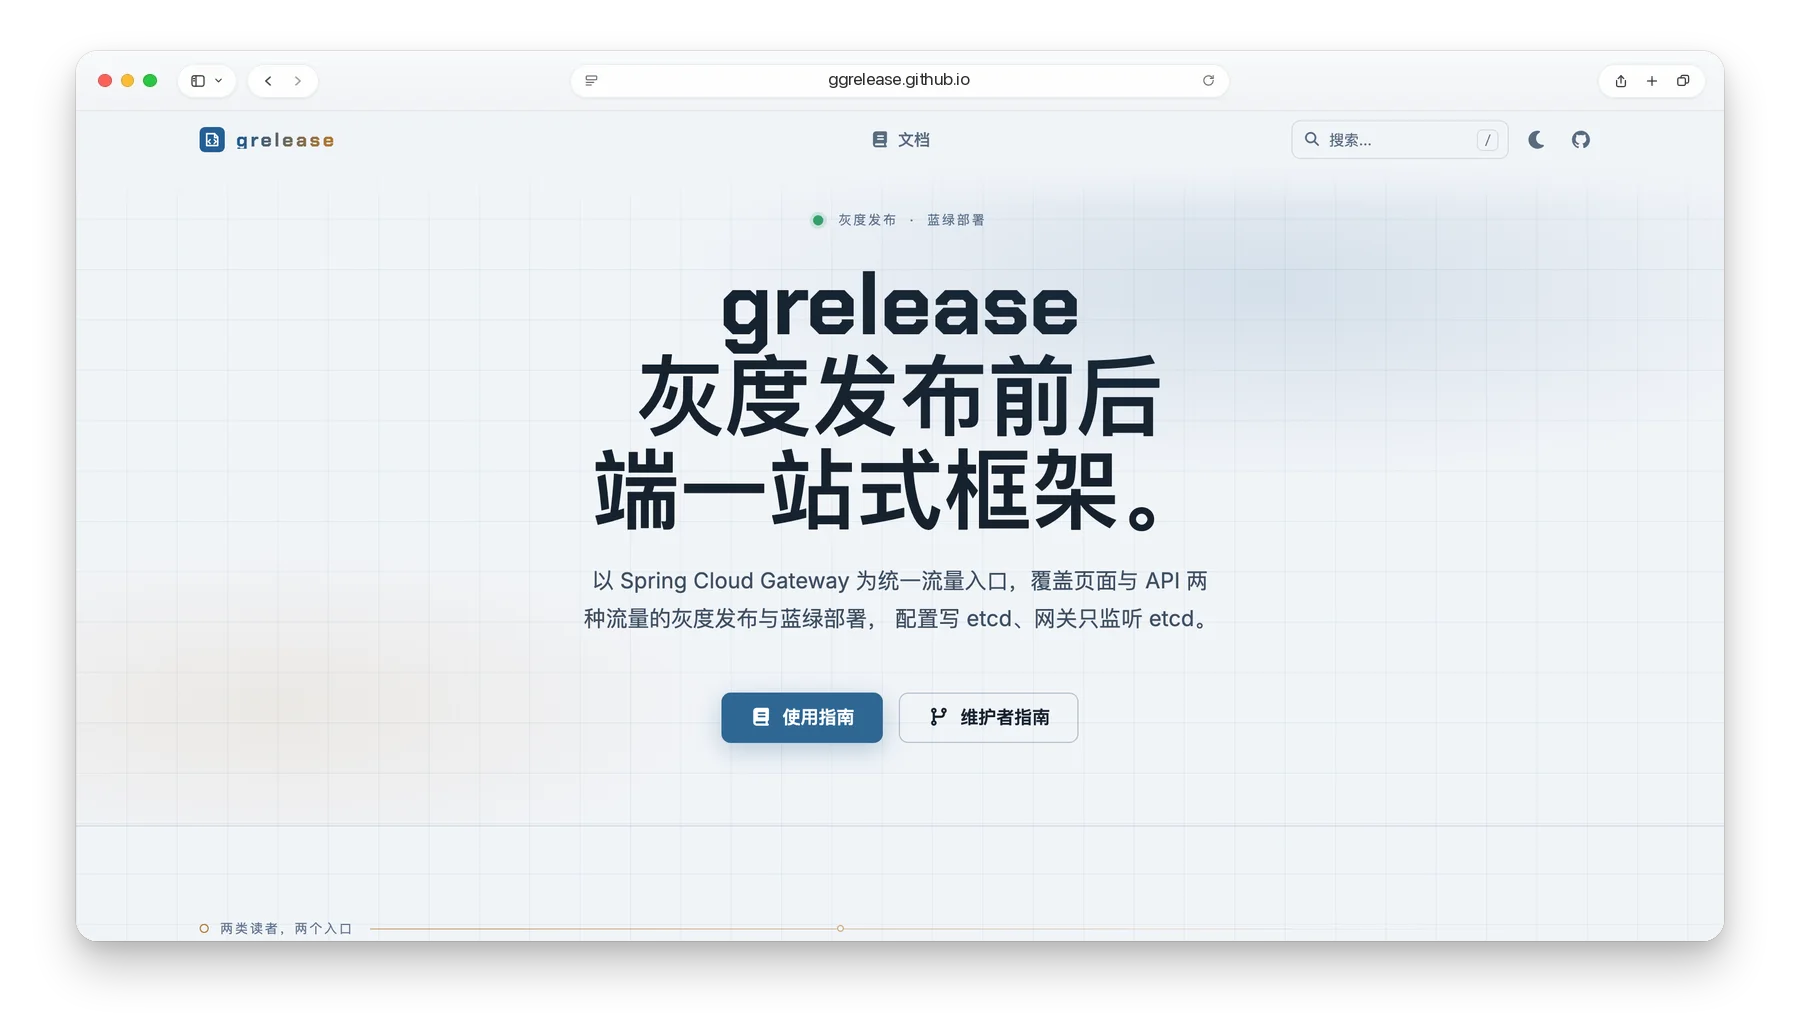 ggrelease.github.io
grelease
文档
搜索...
/
灰度发布 · 蓝绿部署
grelease
灰度发布前后
端一站式框架。
以 Spring Cloud Gateway 为统一流量入口，覆盖页面与 API 两
种流量的灰度发布与蓝绿部署， 配置写 etcd、网关只监听 etcd。
使用指南
维护者指南
两类读者，两个入口